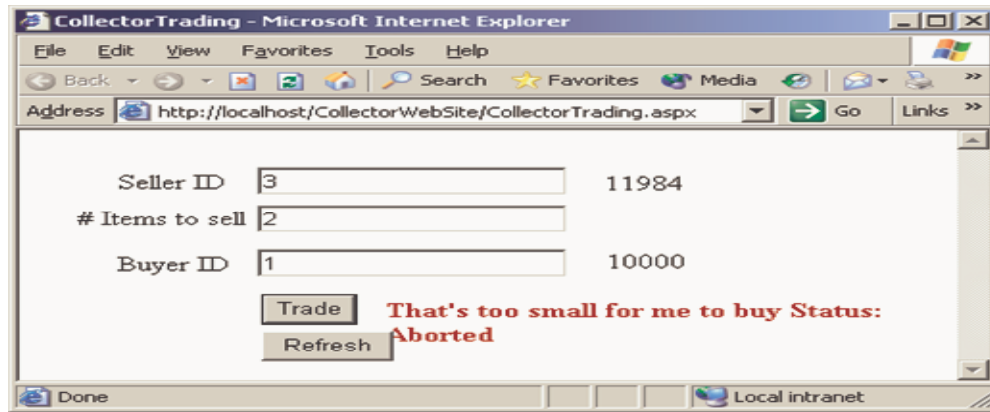 CollectorTrading - Microsoft Internet Explorer
File Edit View Favorites Tools Help
Back Search Favorites Media »
Address http://localhost/CollectorWebSite/CollectorTrading.aspx Go Links »
Seller ID 3 11984
# Items to sell 2
Buyer ID 1 10000
Trade That's too small for me to buy Status:
Aborted
Refresh
Done Local intranet